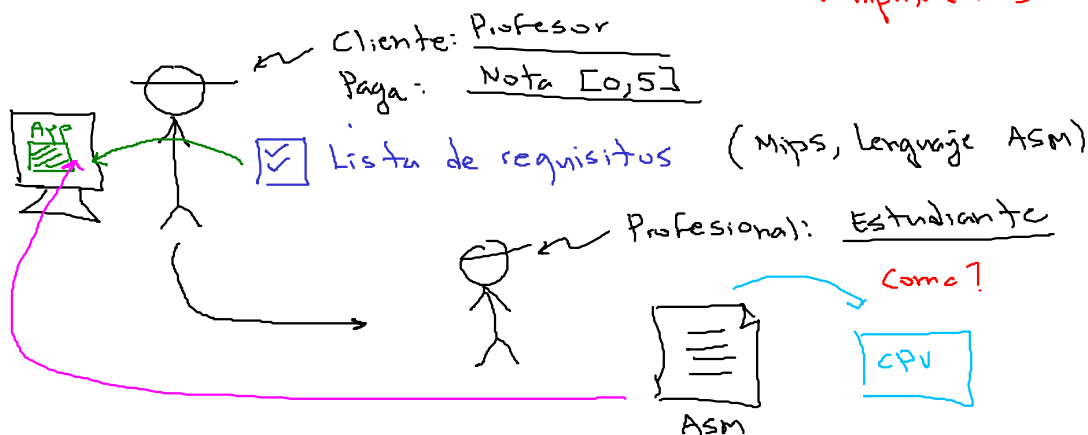 Cliente: Profesor
Paga: Nota [0,5]
App
Lista de requisitos (Mips, Lenguaje ASM)
Profesional: Estudiante
Como?
CPU
ASM